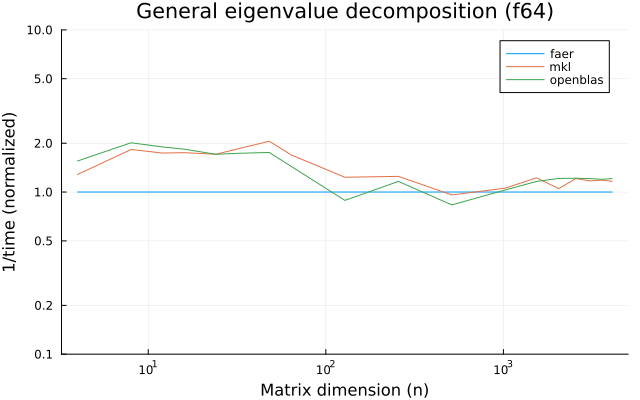 General eigenvalue decomposition (f64)
faer
mkl
openblas
1/time (normalized)
10.0
5.0
2.0
1.0
0.5
0.2
0.1
10¹ 10² 10³
Matrix dimension (n)